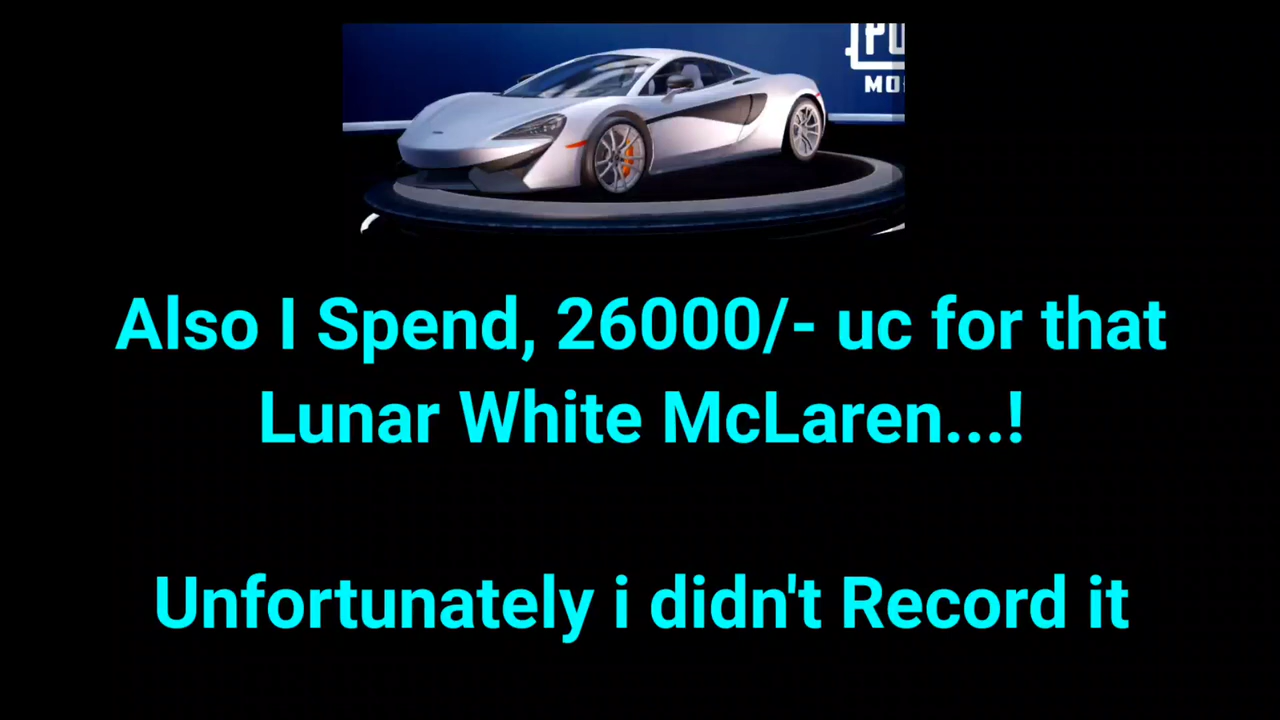 Also I Spend, 26000/- uc for that
Lunar White McLaren...!
Unfortunately i didn't Record it